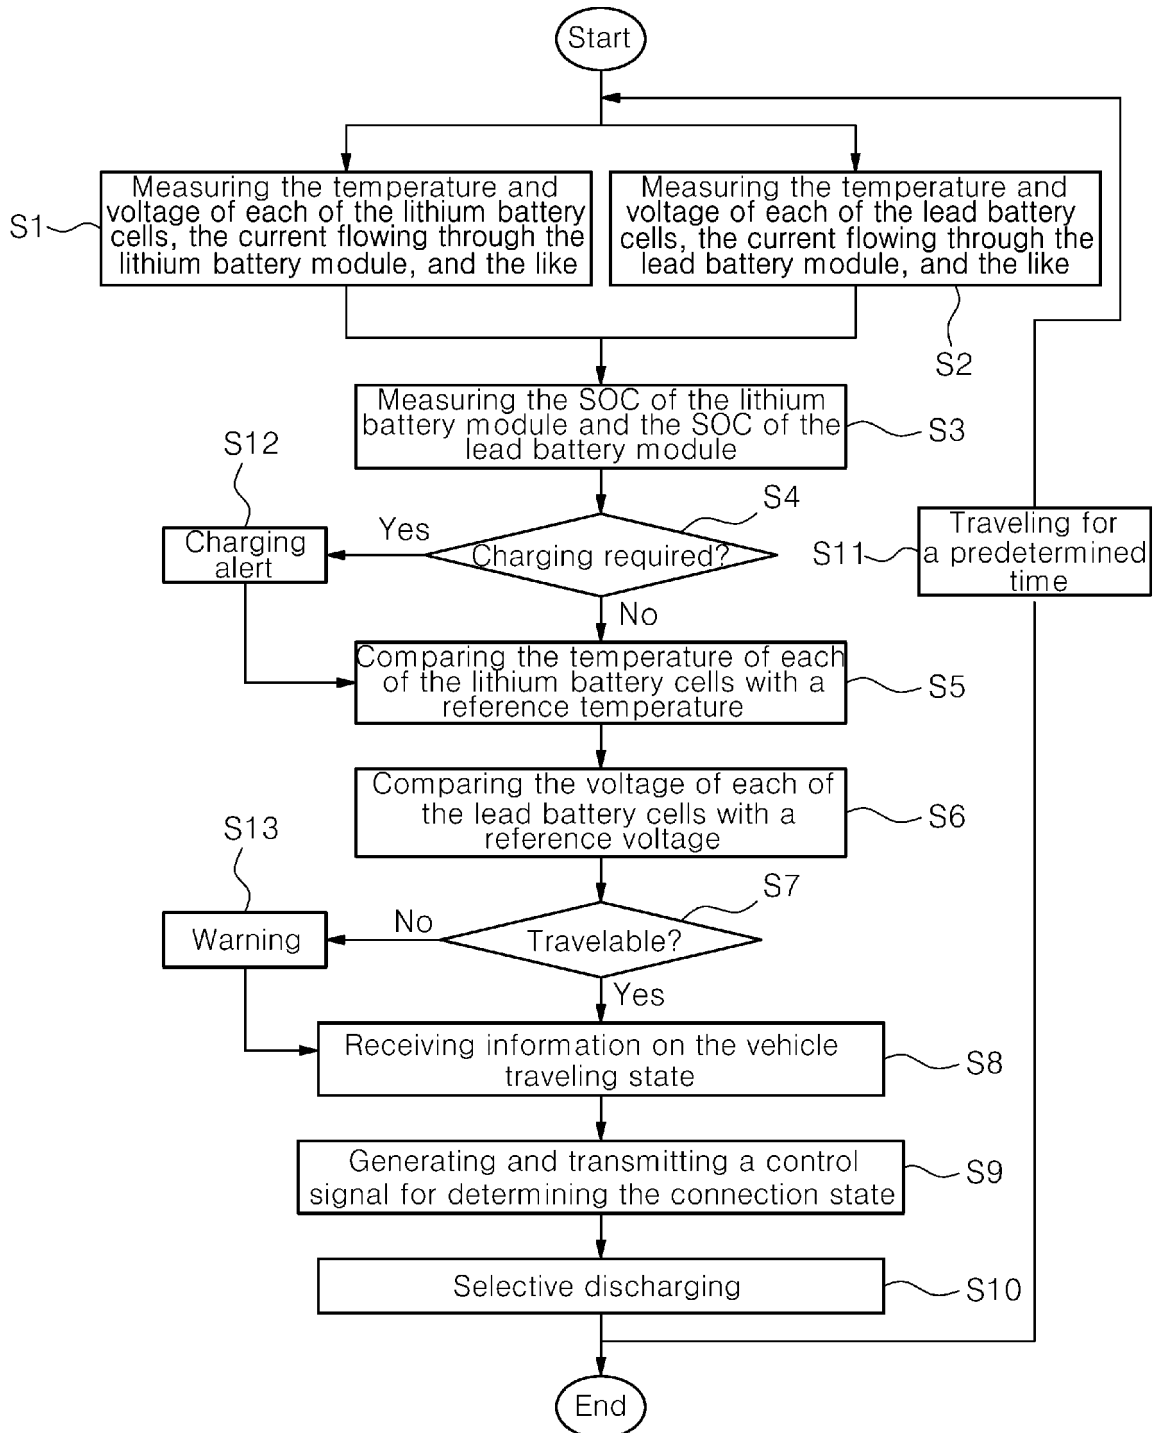 Start
Measuring the temperature and
voltage of each of the lithium battery
cells, the current flowing through the
lithium battery module, and the like
S1
Measuring the temperature and
voltage of each of the lead battery
cells, the current flowing through the
lead battery module, and the like
S2
Measuring the SOC of the lithium
battery module and the SOC of the
lead battery module
S3
S12
S4
Yes
Charging
alert
Charging required?
No
S11
Traveling for
a predetermined
time
Comparing the temperature of each
of the lithium battery cells with a
reference temperature
S5
Comparing the voltage of each of
the lead battery cells with a
reference voltage
S6
S13
S7
No
Warning
Travelable?
Yes
Receiving information on the vehicle
traveling state
S8
Generating and transmitting a control
signal for determining the connection state
S9
Selective discharging
S10
End